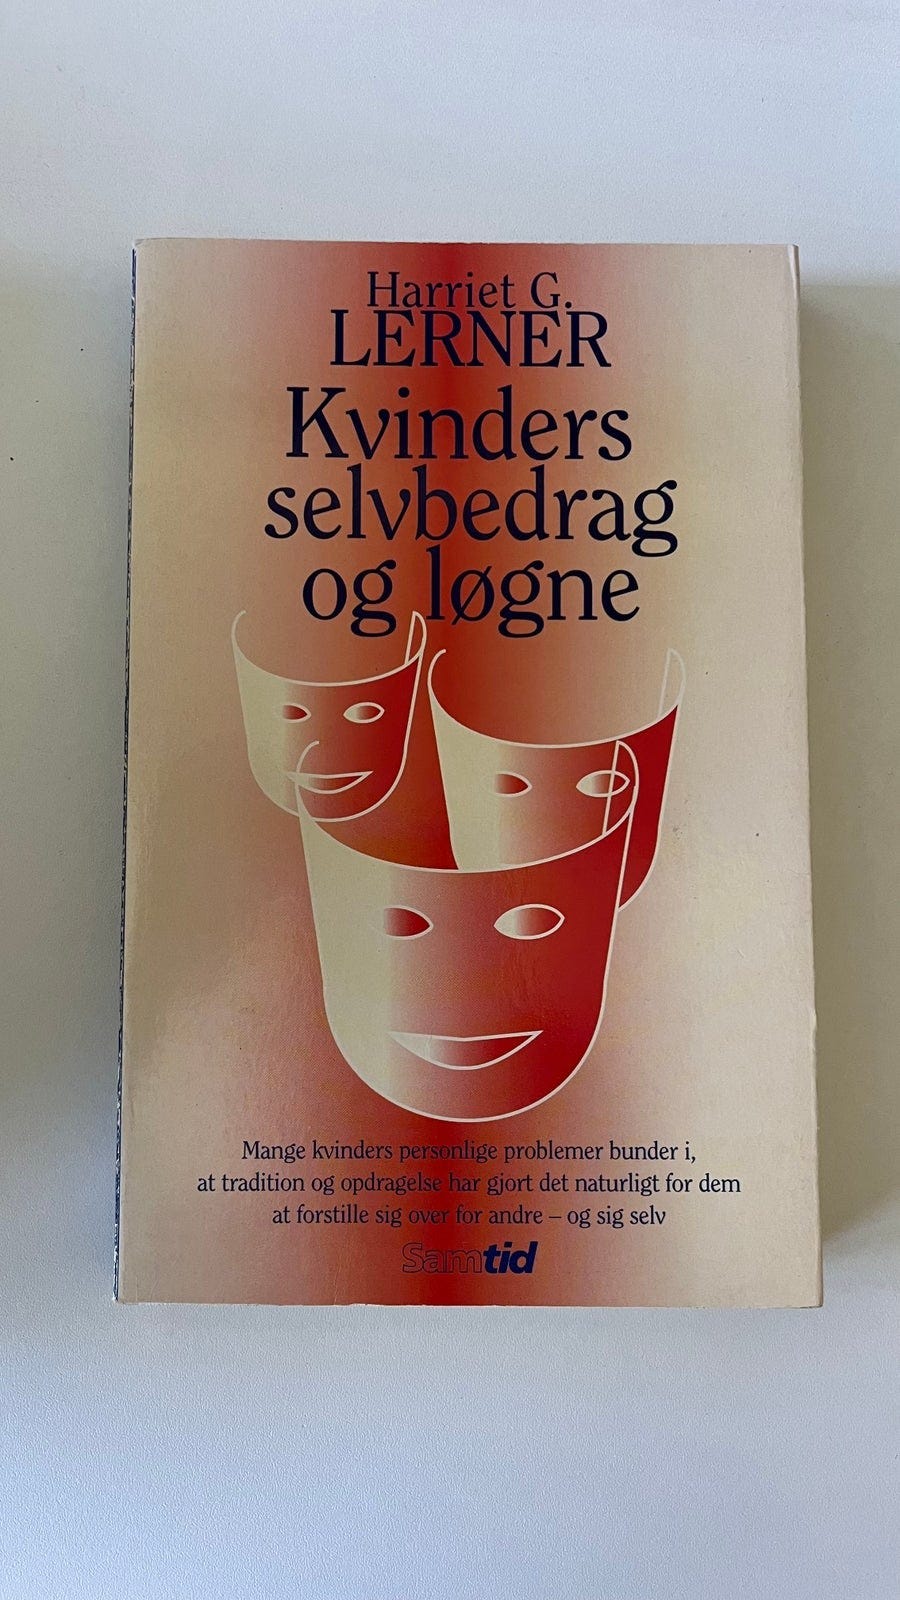 Harriet G.
LERNER
Kvinders
selvbedrag
og løgne
Mange kvinders personlige problemer bunder i,
at tradition og opdragelse har gjort det naturligt for dem
at forstille sig over for andre – og sig selv
Samtid